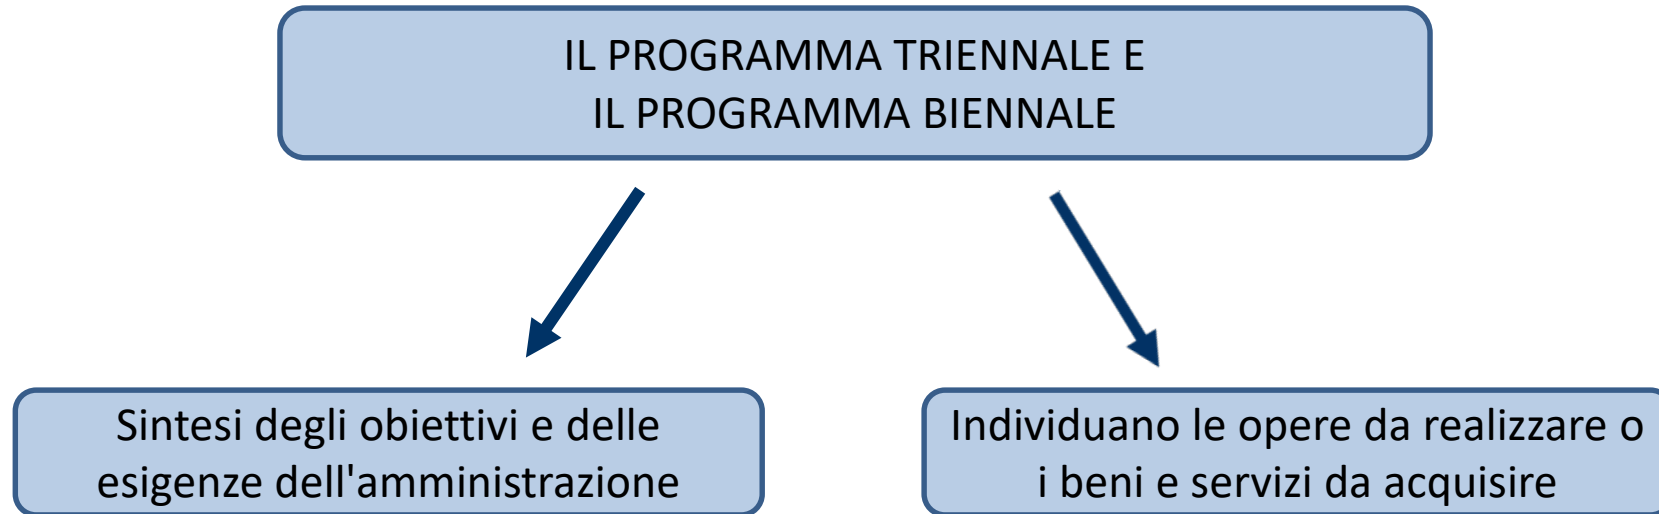 IL PROGRAMMA TRIENNALE E
IL PROGRAMMA BIENNALE
Sintesi degli obiettivi e delle
esigenze dell'amministrazione
Individuano le opere da realizzare o
i beni e servizi da acquisire